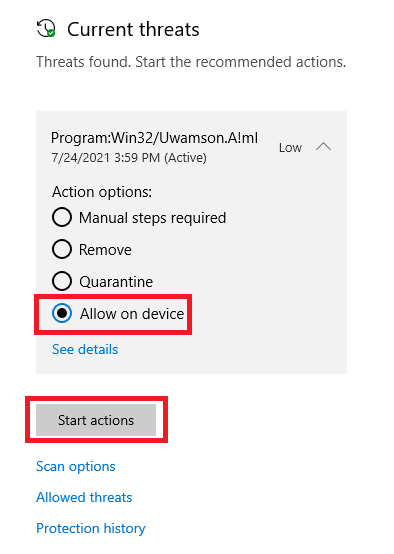 Current threats
Threats found. Start the recommended actions.
Program:Win32/Uwamson.A!ml
Low
7/24/2021 3:59 PM (Active)
Action options:
Manual steps required
Remove
Quarantine
Allow on device
See details
Start actions
Scan options
Allowed threats
Protection history